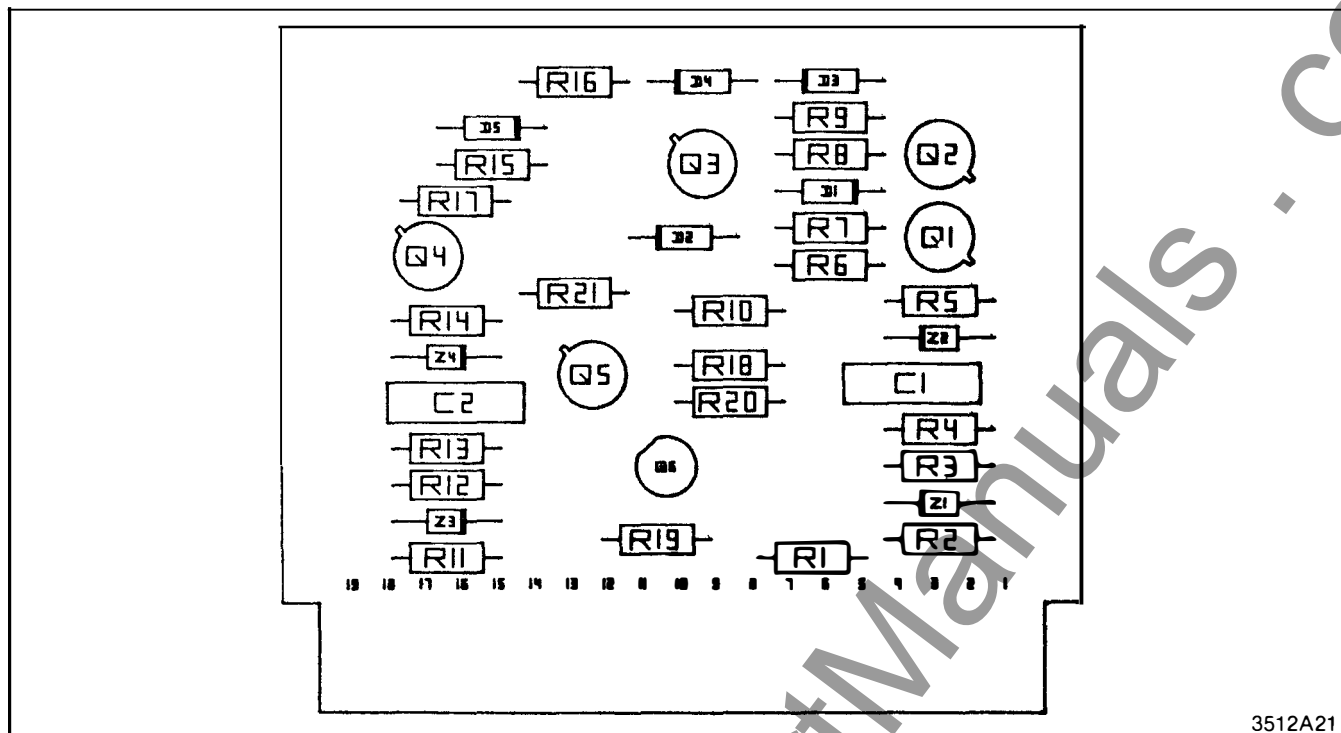 R16 D4 D3
R9
D5
R15 Q3 R8 Q2
R17 D1
Q4 D2 R7 Q1
R6
R21 R10 R5
R14
Z4 Z2
Q5 R18 C1
C2 R20
R13 R4
Q6 R3
R12
Z3 Z1
R19 R2
R11 R1
19 18 17 16 15 14 13 12 11 10 9 8 7 6 5 4 3 2 1
3512A21
tManuals . c